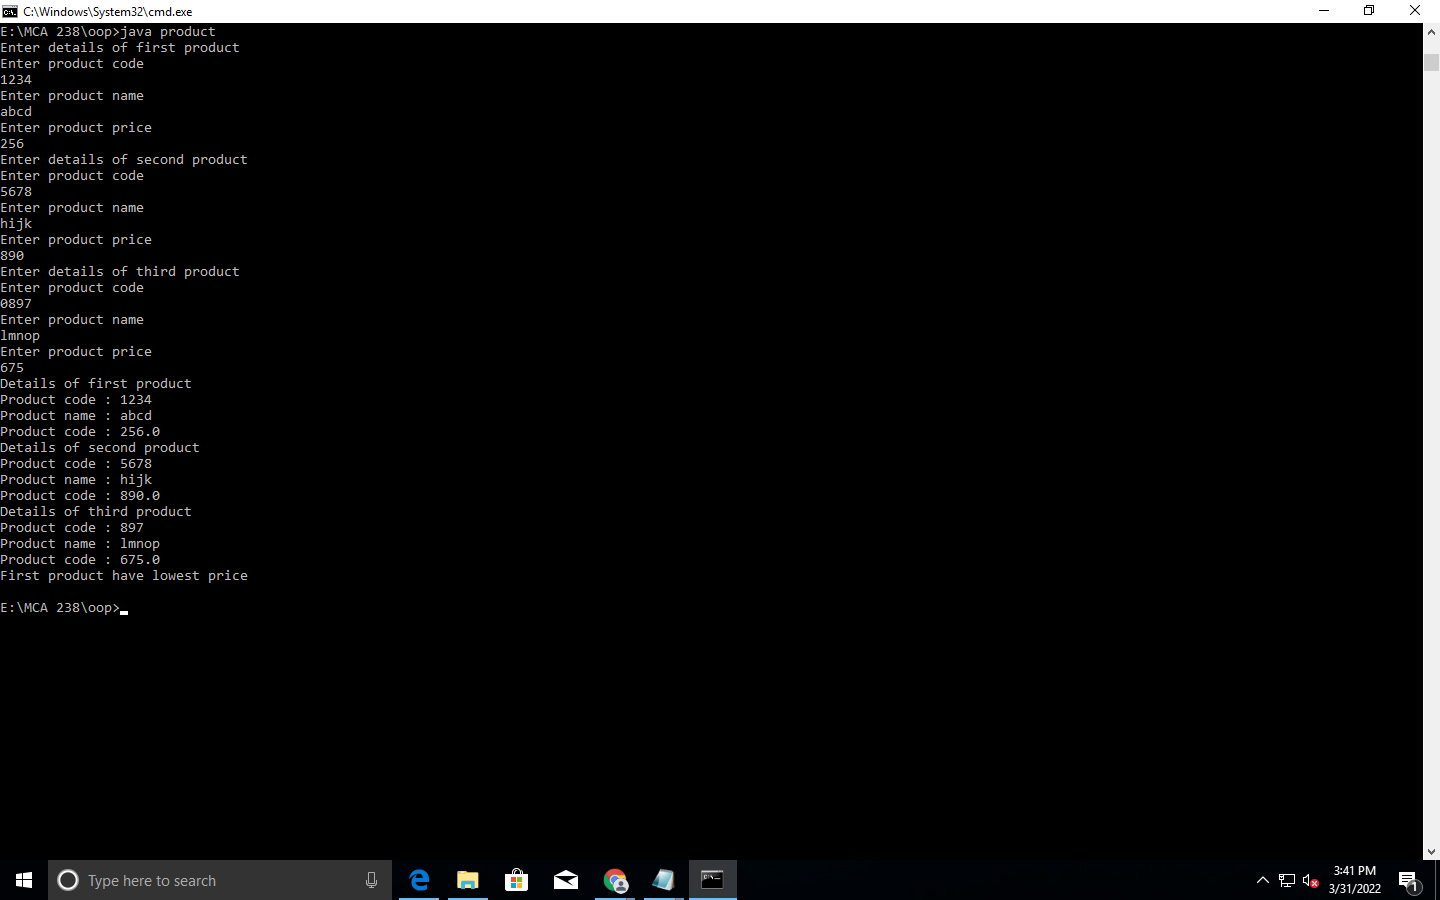 C:\Windows\System32\cmd.exe
E:\MCA 238\oop>java product
Enter details of first product
Enter product code
1234
Enter product name
abcd
Enter product price
256
Enter details of second product
Enter product code
5678
Enter product name
hijk
Enter product price
890
Enter details of third product
Enter product code
0897
Enter product name
lmnop
Enter product price
675
Details of first product
Product code : 1234
Product name : abcd
Product code : 256.0
Details of second product
Product code : 5678
Product name : hijk
Product code : 890.0
Details of third product
Product code : 897
Product name : lmnop
Product code : 675.0
First product have lowest price
E:\MCA 238\oop>
Type here to search
3:41 PM
3/31/2022
1